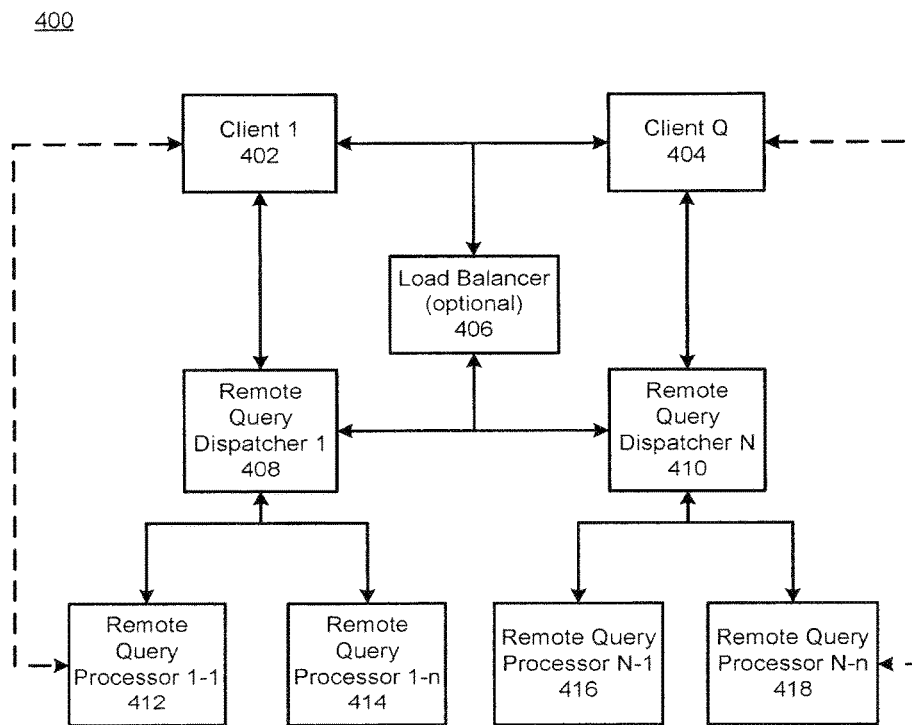 400
Client 1
402
Client Q
404
Load Balancer
(optional)
406
Remote
Query
Dispatcher 1
408
Remote
Query
Dispatcher N
410
Remote
Query
Processor 1-1
412
Remote
Query
Processor 1-n
414
Remote Query
Processor N-1
416
Remote Query
Processor N-n
418